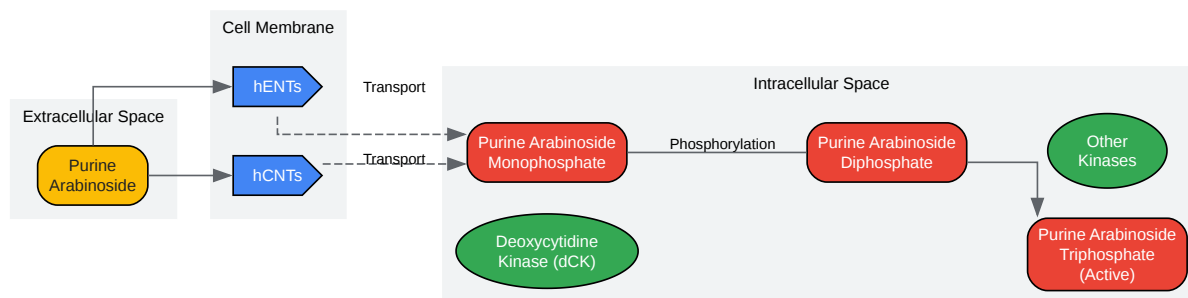 Cell Membrane
Extracellular Space
Purine
Arabinoside
hENTs
hCNTs
Transport
Transport
Intracellular Space
Purine Arabinoside
Monophosphate
Phosphorylation
Purine Arabinoside
Diphosphate
Other
Kinases
Deoxycytidine
Kinase (dCK)
Purine Arabinoside
Triphosphate
(Active)